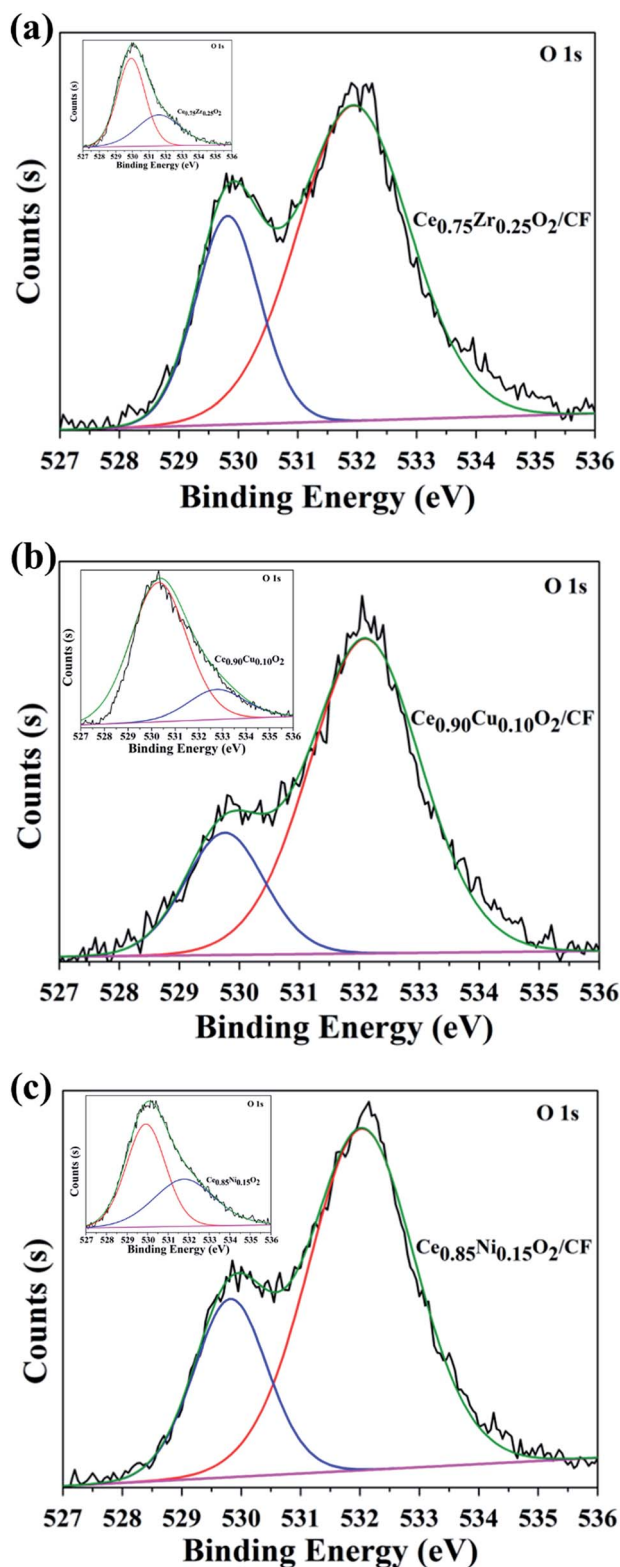 (a)
O 1s
Counts (s)
Ce0.75Zr0.25O2
527 528 529 530 531 532 533 534 535 536
Binding Energy (eV)
O 1s
Counts (s)
Ce0.75Zr0.25O2/CF
527 528 529 530 531 532 533 534 535 536
Binding Energy (eV)
(b)
O 1s
Counts (s)
Ce0.90Cu0.10O2
527 528 529 530 531 532 533 534 535 536
Binding Energy (eV)
O 1s
Counts (s)
Ce0.90Cu0.10O2/CF
527 528 529 530 531 532 533 534 535 536
Binding Energy (eV)
(c)
O 1s
Counts (s)
Ce0.85Ni0.15O2
527 528 529 530 531 532 533 534 535 536
Binding Energy (eV)
O 1s
Counts (s)
Ce0.85Ni0.15O2/CF
527 528 529 530 531 532 533 534 535 536
Binding Energy (eV)